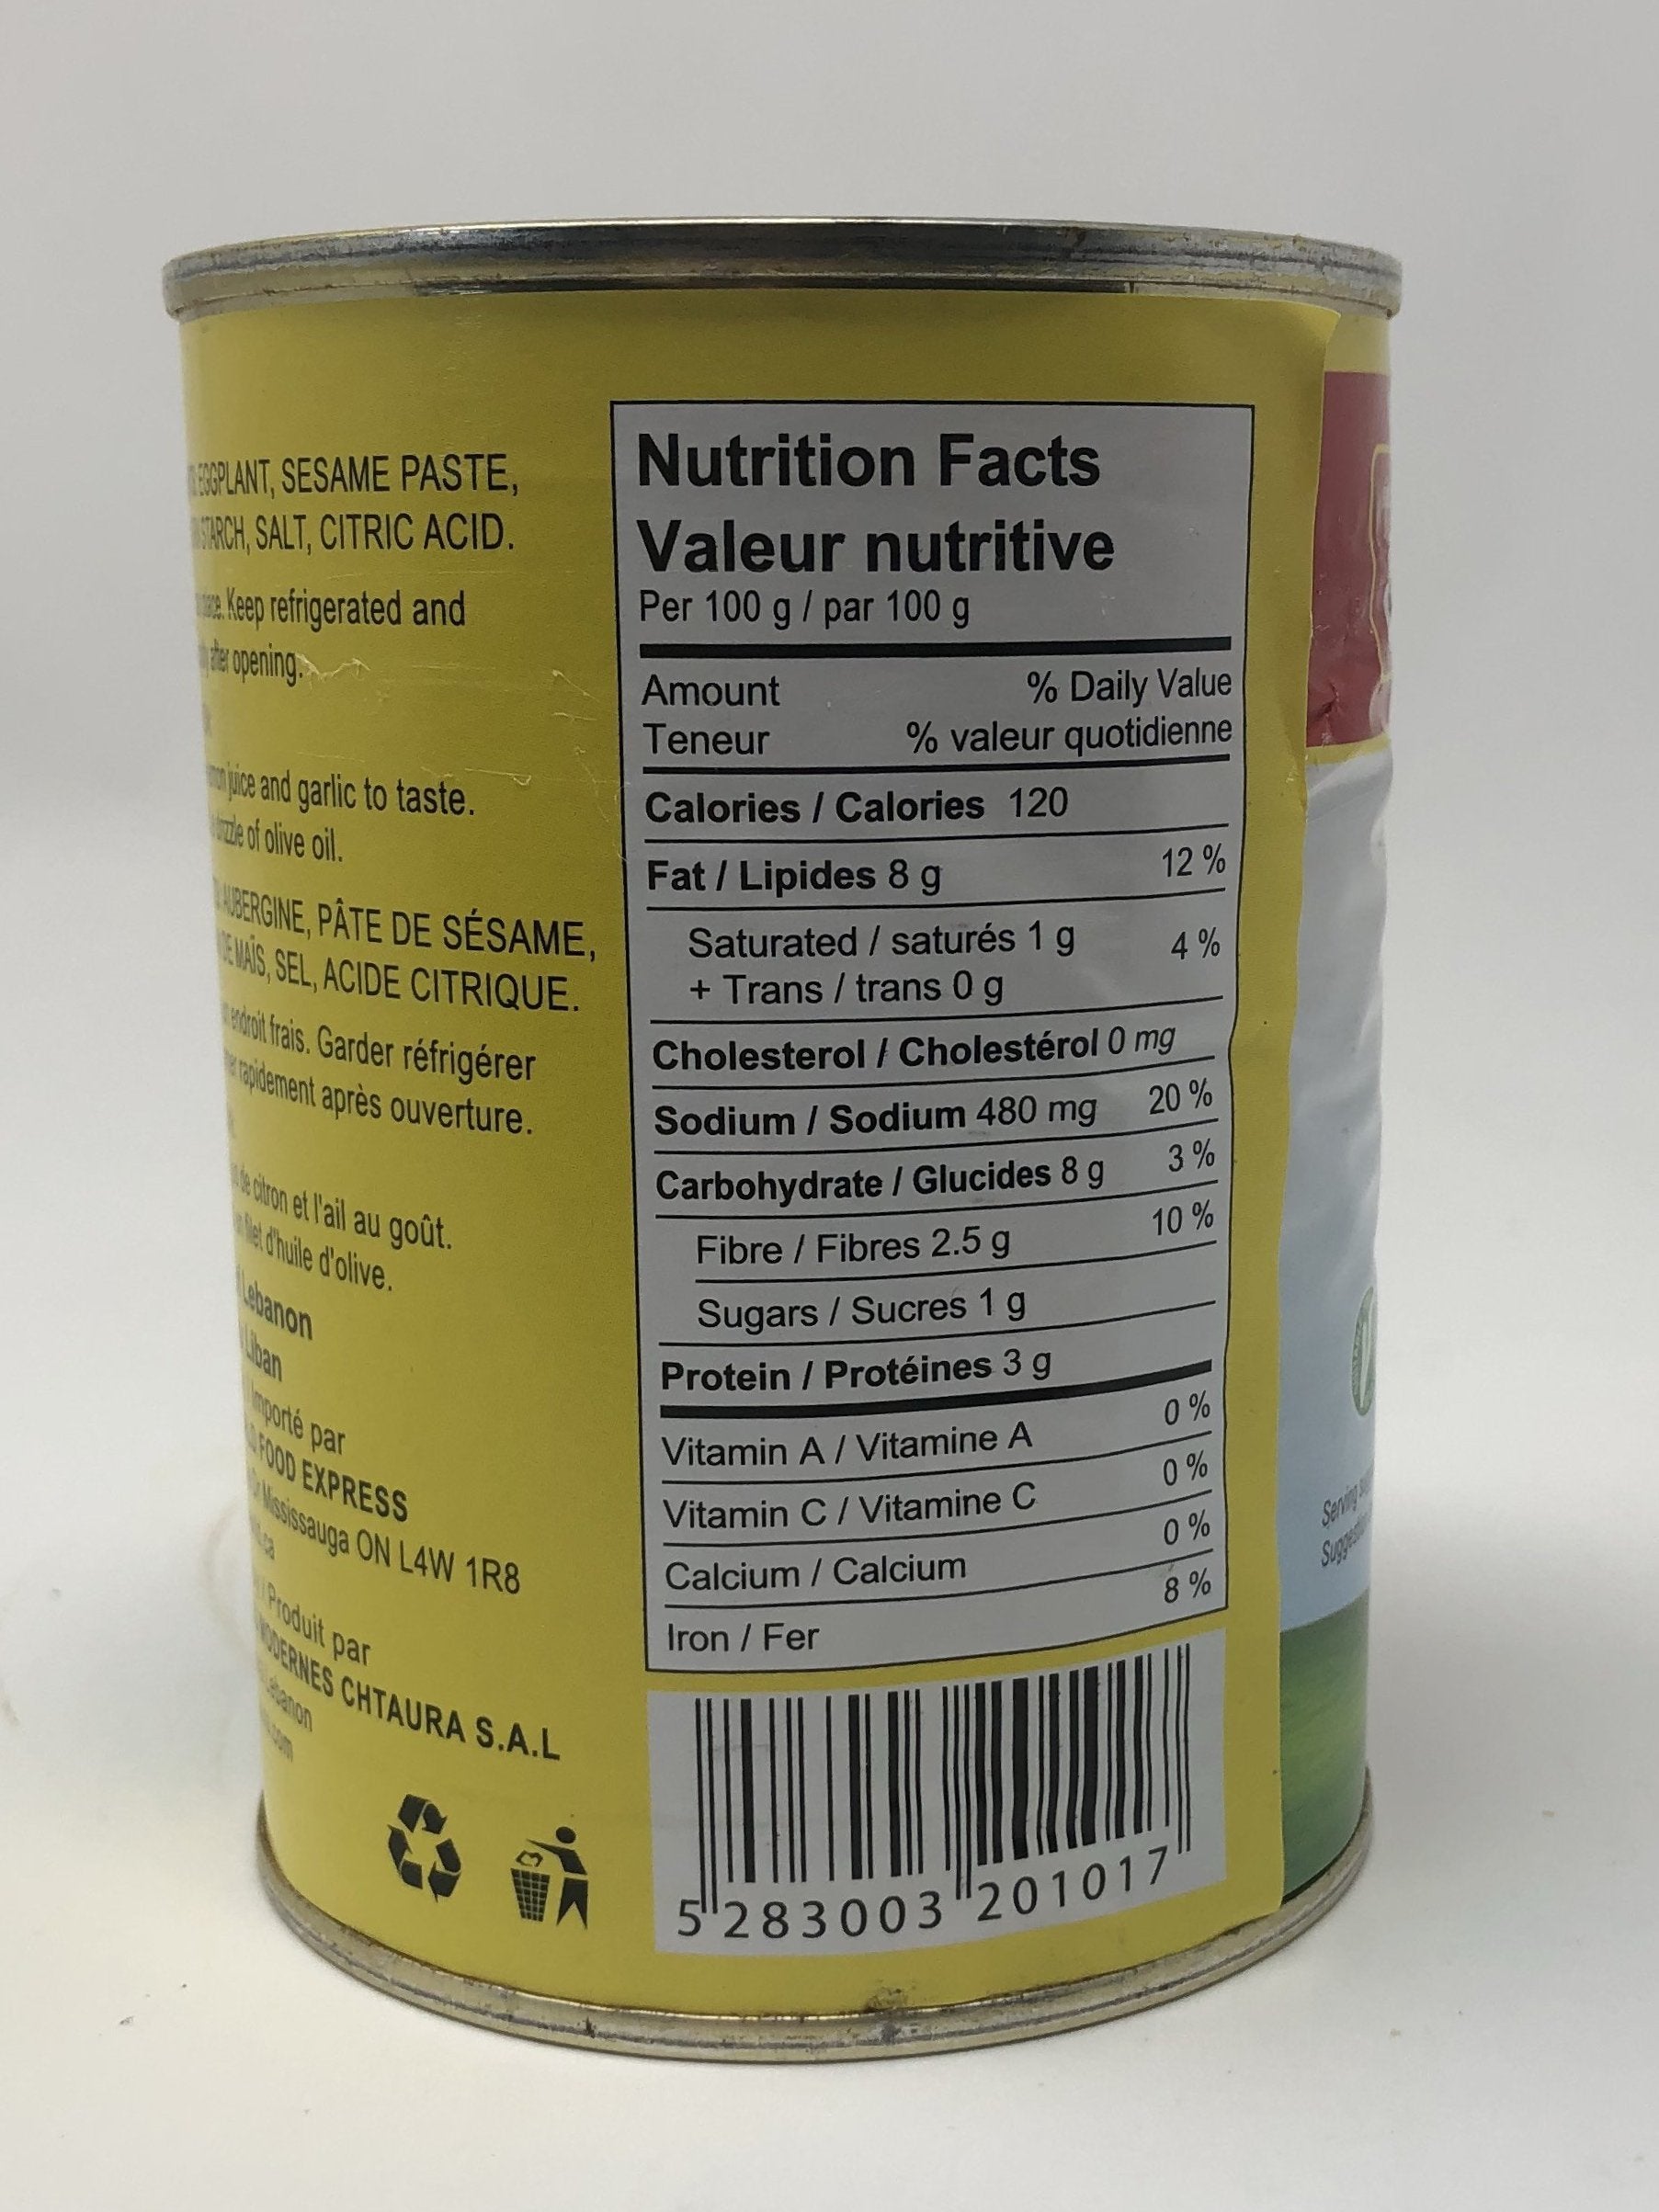 EGGPLANT, SESAME PASTE,
STARCH, SALT, CITRIC ACID.
Keep refrigerated and
after opening.
juice and garlic to taste.
drizzle of olive oil.
AUBERGINE, PÂTE DE SÉSAME,
DE MAÏS, SEL, ACIDE CITRIQUE.
endroit frais. Garder réfrigérer
rapidement après ouverture.
de citron et l'ail au goût.
filet d'huile d'olive.
Lebanon
Liban
Importé par
FOOD EXPRESS
Mississauga ON L4W 1R8
.ca
Produit par
MODERNES CHTAURA S.A.L
Lebanon
.com
Nutrition Facts
Valeur nutritive
Per 100 g / par 100 g
Amount % Daily Value
Teneur % valeur quotidienne
Calories / Calories 120
Fat / Lipides 8 g 12 %
Saturated / saturés 1 g 4 %
+ Trans / trans 0 g
Cholesterol / Cholestérol 0 mg
Sodium / Sodium 480 mg 20 %
Carbohydrate / Glucides 8 g 3 %
Fibre / Fibres 2.5 g 10 %
Sugars / Sucres 1 g
Protein / Protéines 3 g
Vitamin A / Vitamine A 0 %
Vitamin C / Vitamine C 0 %
Calcium / Calcium 0 %
Iron / Fer 8 %
5 283003 201017
Serving